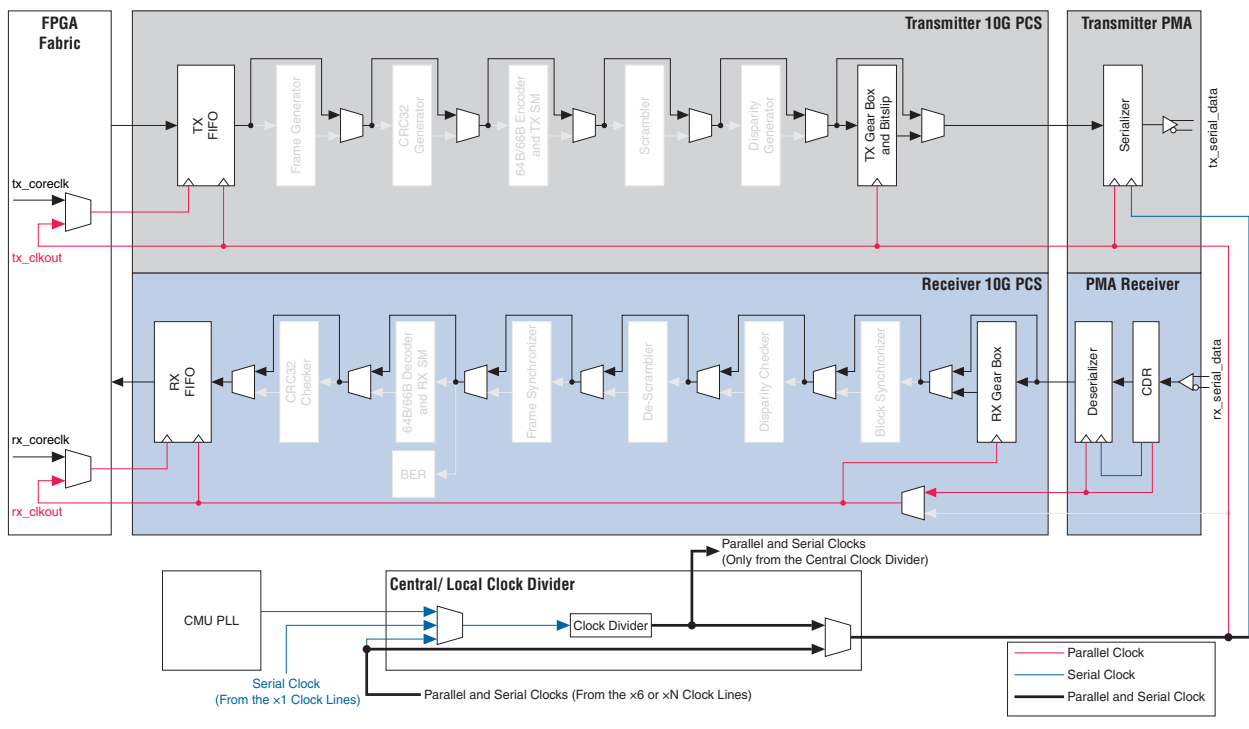 FPGA
Fabric
Transmitter 10G PCS
Transmitter PMA
TX
FIFO
Frame Generator
CRC32
Generator
64B/66B Encoder
and TX SM
Scrambler
Disparity
Generator
TX Gear Box
and Bitslip
Serializer
tx_serial_data
tx_coreclk
tx_clkout
Receiver 10G PCS
PMA Receiver
RX
FIFO
CRC32
Checker
64B/66B Decoder
and RX SM
Frame Synchronizer
De-Scrambler
Disparity Checker
Block Synchronizer
RX Gear Box
Deserializer
CDR
rx_serial_data
rx_coreclk
BER
rx_clkout
Parallel and Serial Clocks
(Only from the Central Clock Divider)
Central/ Local Clock Divider
CMU PLL
Clock Divider
Serial Clock
(From the ×1 Clock Lines)
Parallel and Serial Clocks (From the ×6 or ×N Clock Lines)
Parallel Clock
Serial Clock
Parallel and Serial Clock